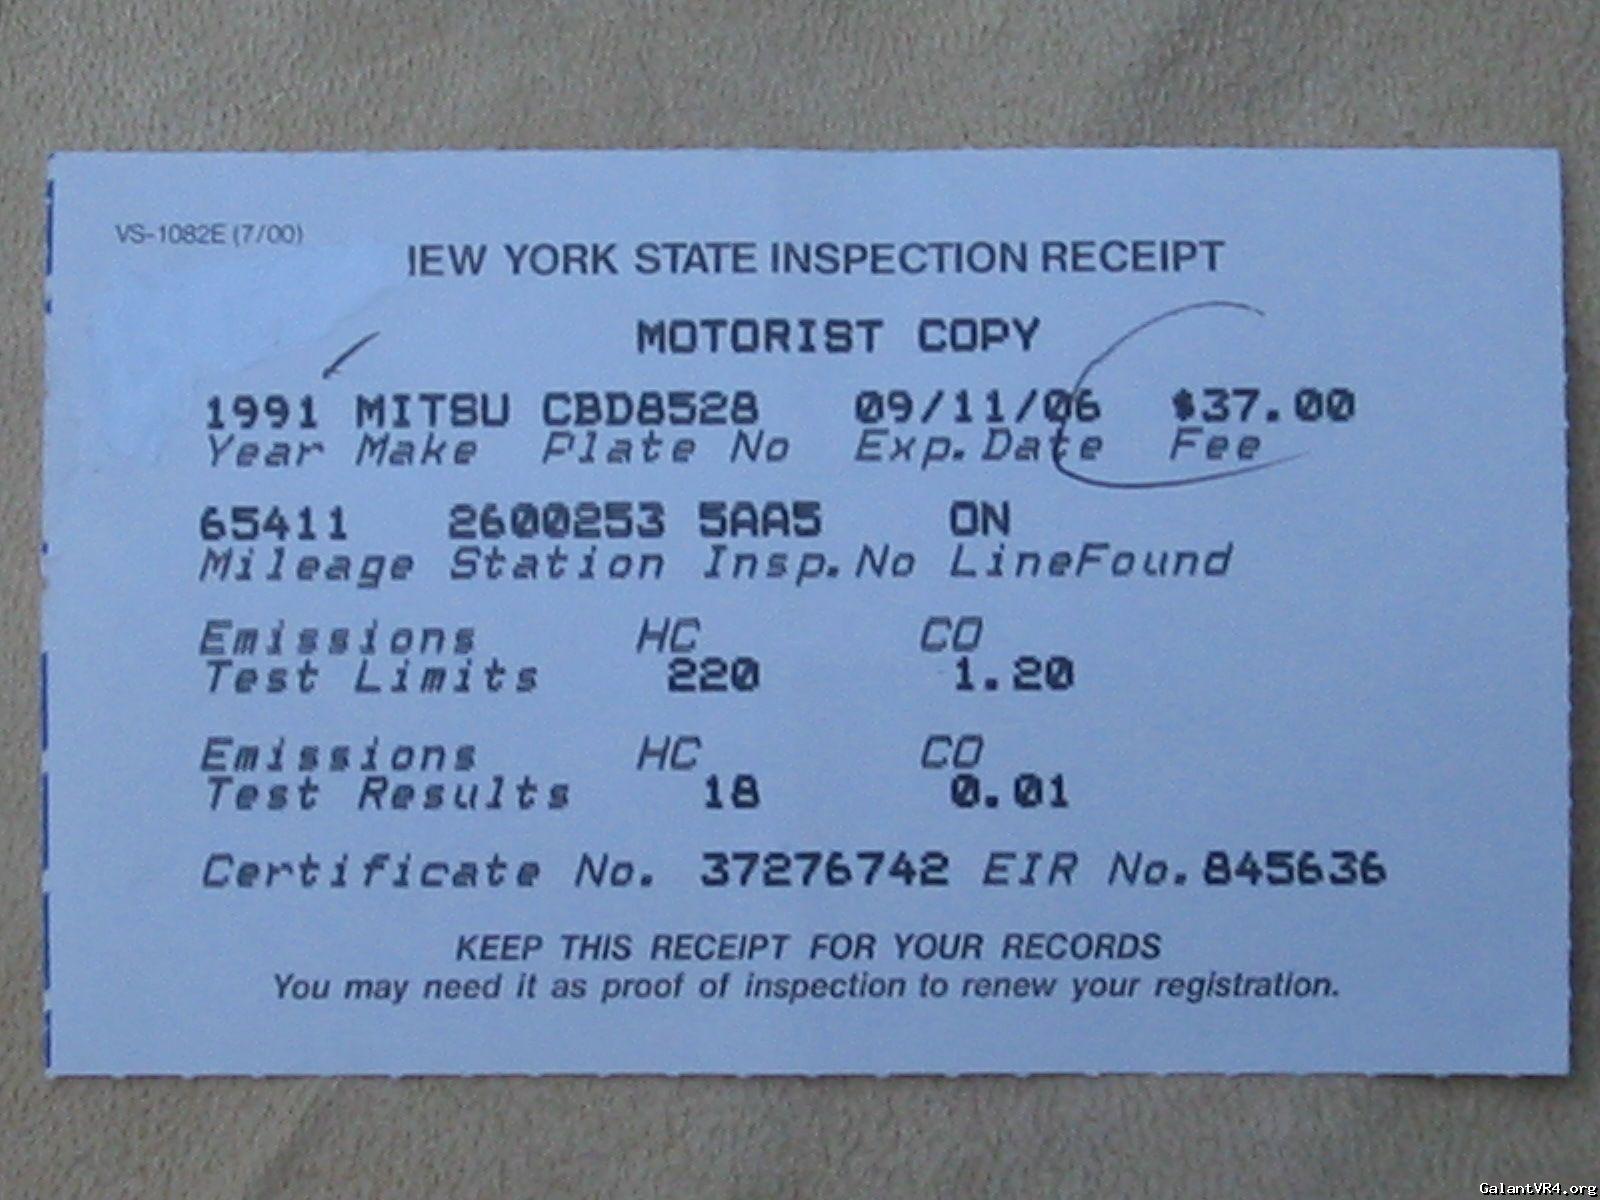 VS-1082E (7/00)
IEW YORK STATE INSPECTION RECEIPT
MOTORIST COPY
1991 MITSU CBD8528 09/11/06 $37.00
Year Make Plate No Exp.Date Fee
65411 2600253 5AA5 ON
Mileage Station Insp.No LineFound
Emissions HC CO
Test Limits 220 1.20
Emissions HC CO
Test Results 18 0.01
Certificate No. 37276742 EIR No.845636
KEEP THIS RECEIPT FOR YOUR RECORDS
You may need it as proof of inspection to renew your registration.
GalantVR4.org